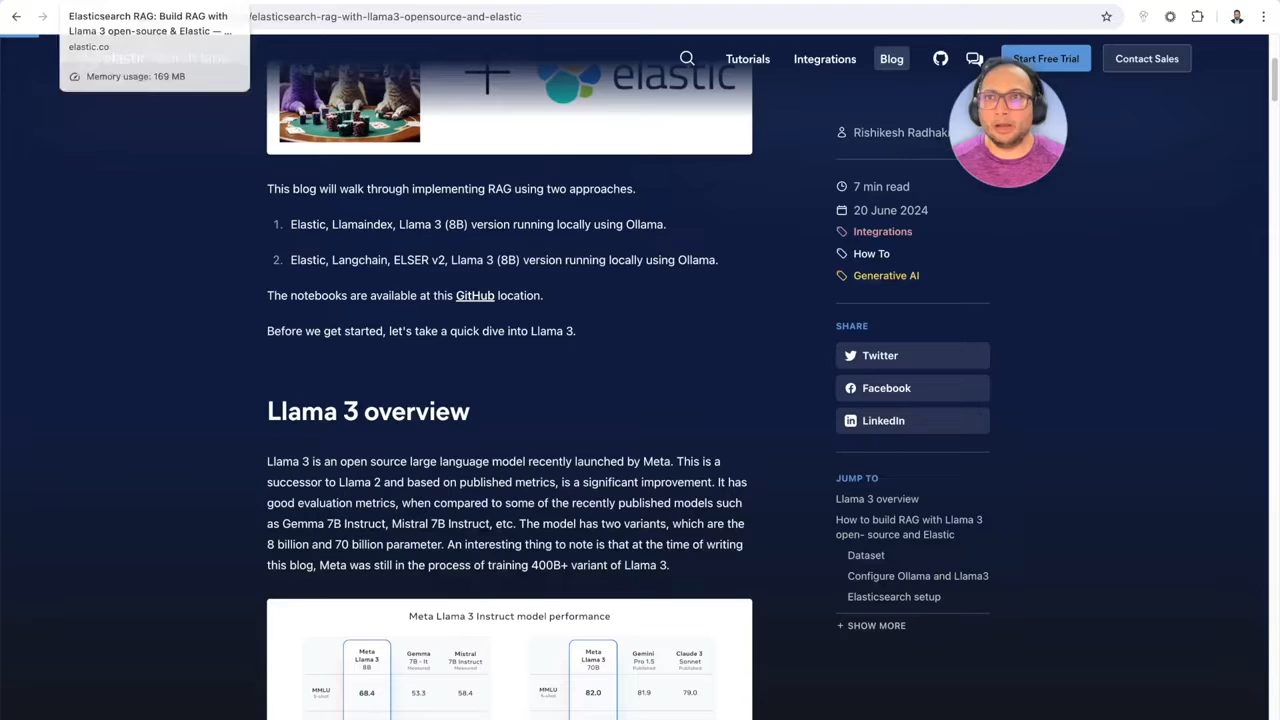 Elasticsearch RAG: Build RAG with
Llama 3 open-source & Elastic — ...
elastic.co
Memory usage: 169 MB
/elasticsearch-rag-with-llama3-opensource-and-elastic
Tutorials
Integrations
Blog
Start Free Trial
Contact Sales
elastic
This blog will walk through implementing RAG using two approaches.
1. Elastic, Llamaindex, Llama 3 (8B) version running locally using Ollama.
2. Elastic, Langchain, ELSER v2, Llama 3 (8B) version running locally using Ollama.
The notebooks are available at this GitHub location.
Before we get started, let's take a quick dive into Llama 3.
Llama 3 overview
Llama 3 is an open source large language model recently launched by Meta. This is a
successor to Llama 2 and based on published metrics, is a significant improvement. It has
good evaluation metrics, when compared to some of the recently published models such
as Gemma 7B Instruct, Mistral 7B Instruct, etc. The model has two variants, which are the
8 billion and 70 billion parameter. An interesting thing to note is that at the time of writing
this blog, Meta was still in the process of training 400B+ variant of Llama 3.
Meta Llama 3 Instruct model performance
Meta
Llama 3
8B
Gemma
7B - It
Measured
Mistral
7B Instruct
Measured
MMLU
5-shot
68.4
53.3
58.4
Meta
Llama 3
70B
Gemini
Pro 1.5
Published
Claude 3
Sonnet
Published
MMLU
5-shot
82.0
81.9
79.0
Rishikesh
7 min read
20 June 2024
Integrations
How To
Generative AI
SHARE
Twitter
Facebook
LinkedIn
JUMP TO
Llama 3 overview
How to build RAG with Llama 3
open- source and Elastic
Dataset
Configure Ollama and Llama3
Elasticsearch setup
+ SHOW MORE